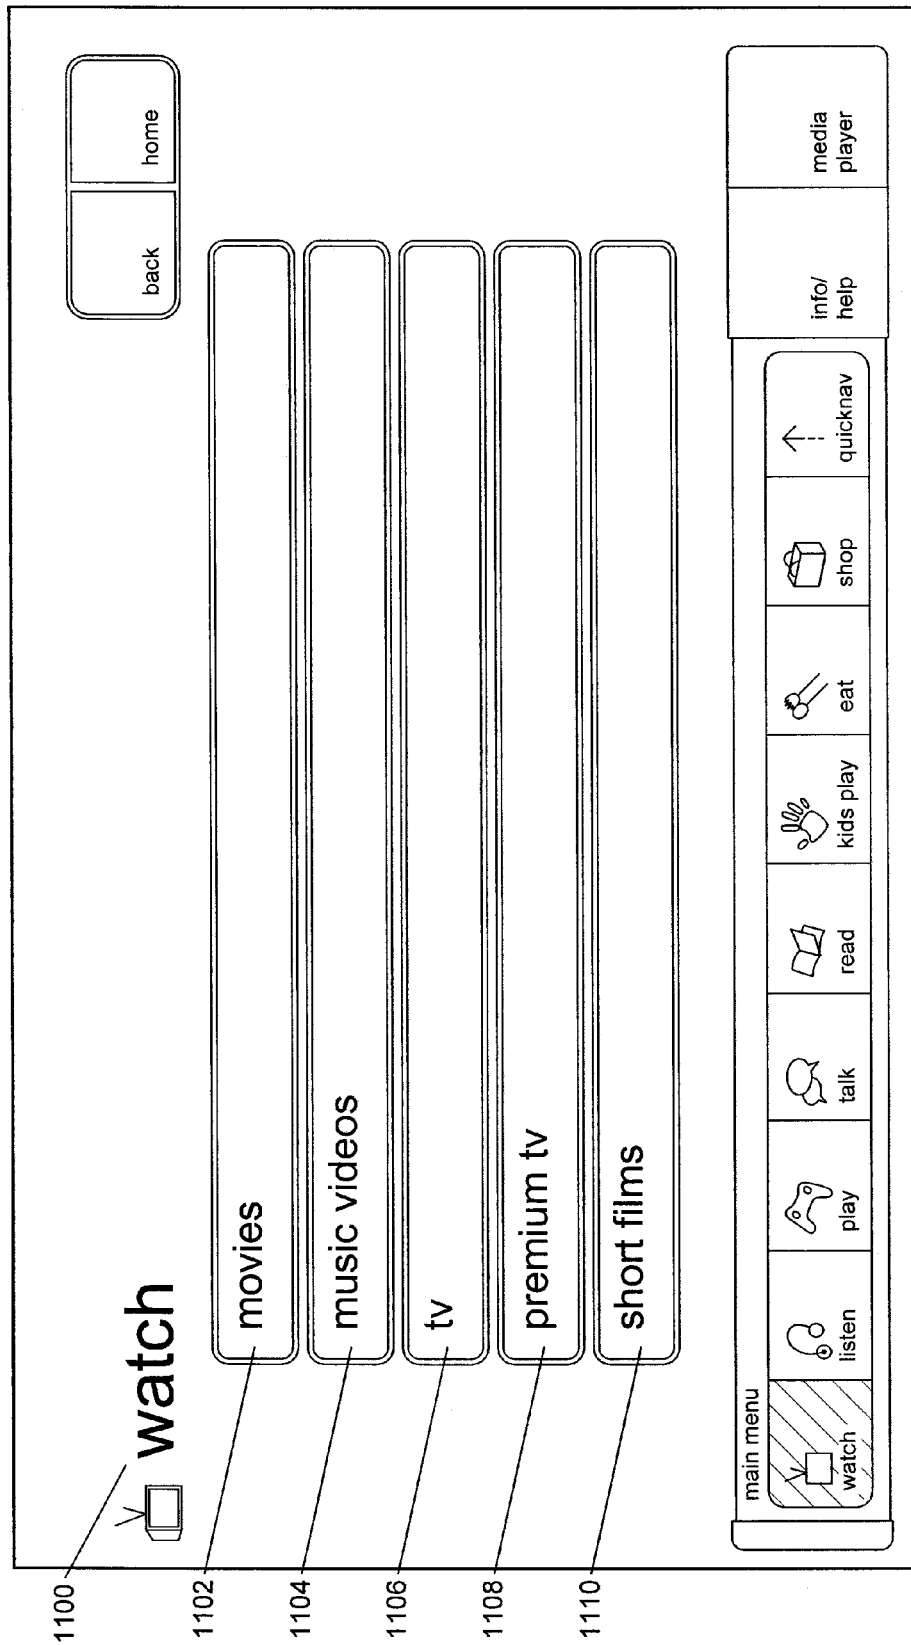 1100
watch
back
home
1102
movies
1104
music videos
1106
tv
1108
premium tv
1110
short films
main menu
watch
listen
play
talk
read
kids play
eat
shop
quicknav
info/
help
media
player